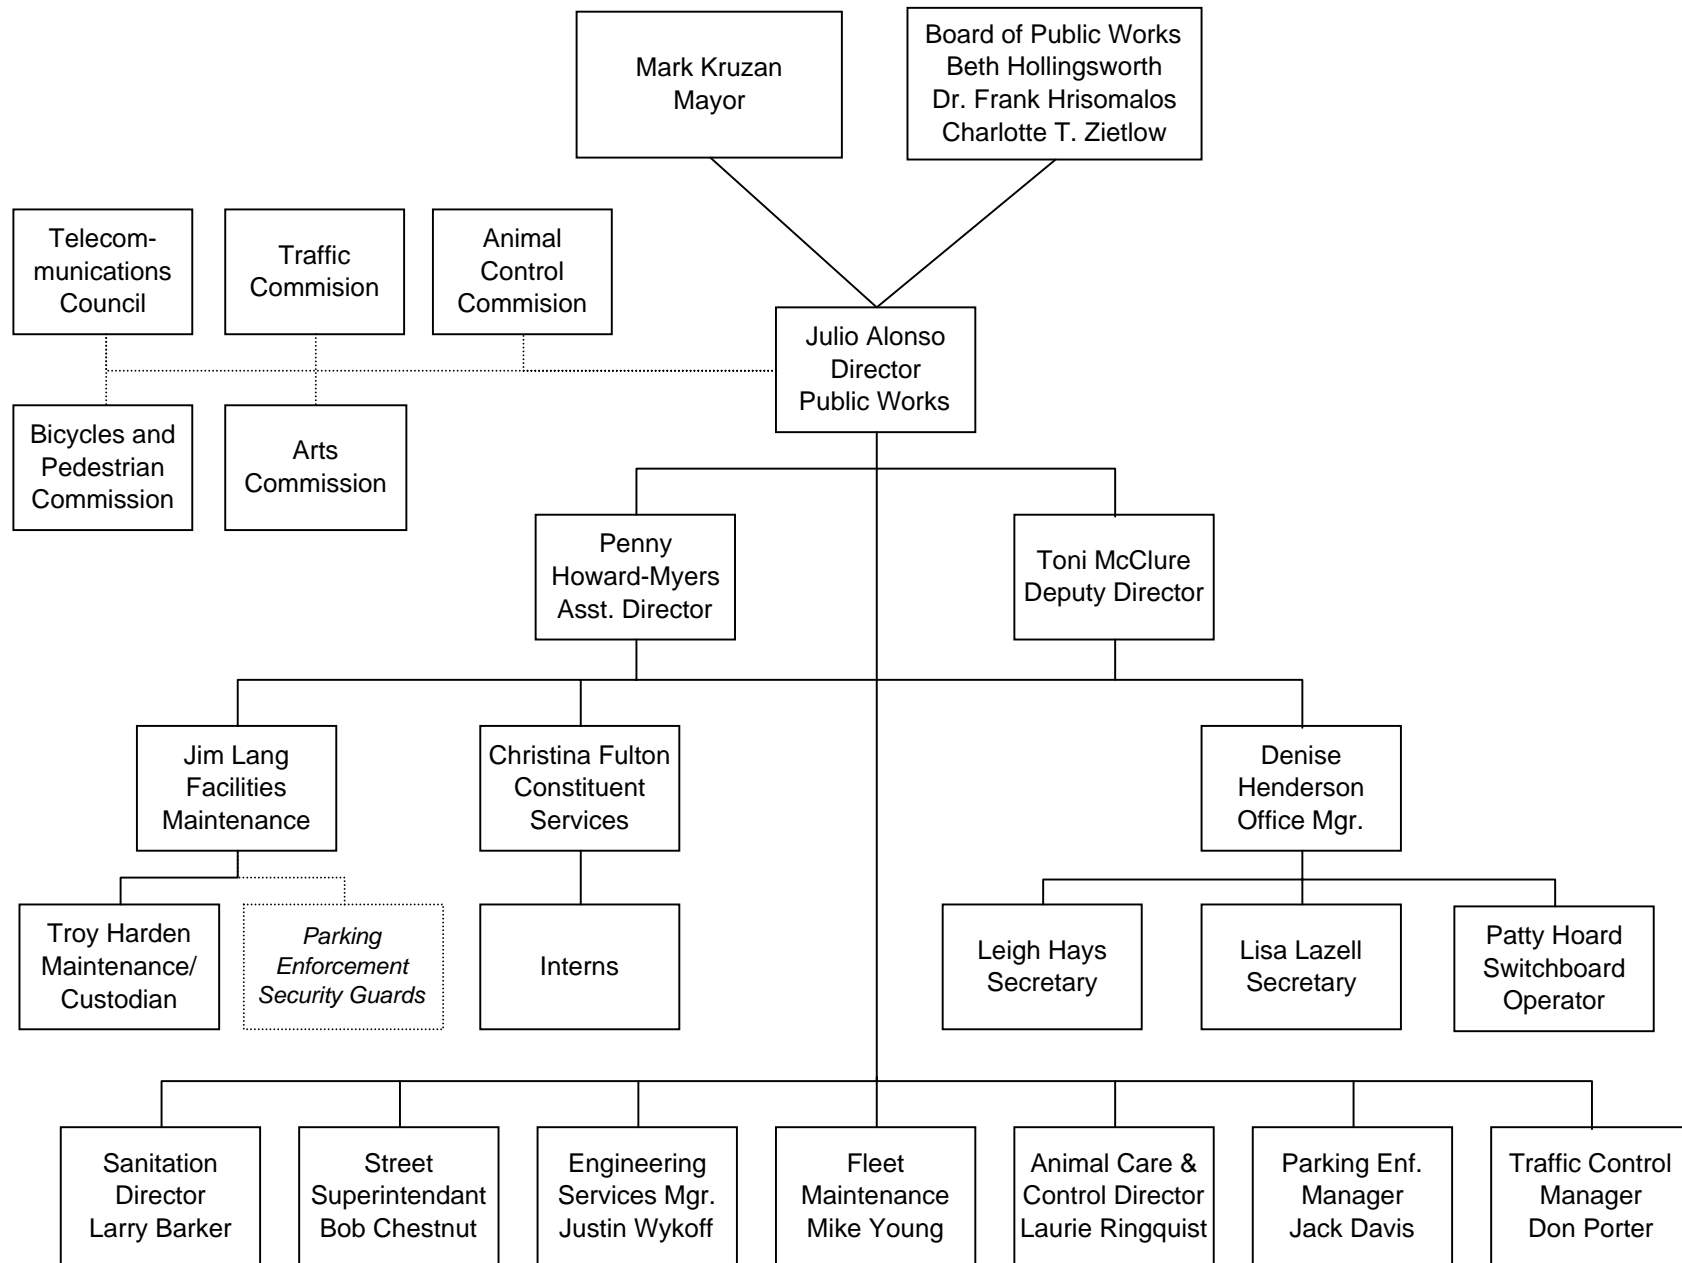 Mark Kruzan
Mayor
Board of Public Works
Beth Hollingsworth
Dr. Frank Hrisomalos
Charlotte T. Zietlow
Telecom-
munications
Council
Traffic
Commision
Animal
Control
Commision
Julio Alonso
Director
Public Works
Bicycles and
Pedestrian
Commission
Arts
Commission
Penny
Howard-Myers
Asst. Director
Toni McClure
Deputy Director
Jim Lang
Facilities
Maintenance
Christina Fulton
Constituent
Services
Denise
Henderson
Office Mgr.
Troy Harden
Maintenance/
Custodian
Parking
Enforcement
Security Guards
Interns
Leigh Hays
Secretary
Lisa Lazell
Secretary
Patty Hoard
Switchboard
Operator
Sanitation
Director
Larry Barker
Street
Superintendant
Bob Chestnut
Engineering
Services Mgr.
Justin Wykoff
Fleet
Maintenance
Mike Young
Animal Care &
Control Director
Laurie Ringquist
Parking Enf.
Manager
Jack Davis
Traffic Control
Manager
Don Porter